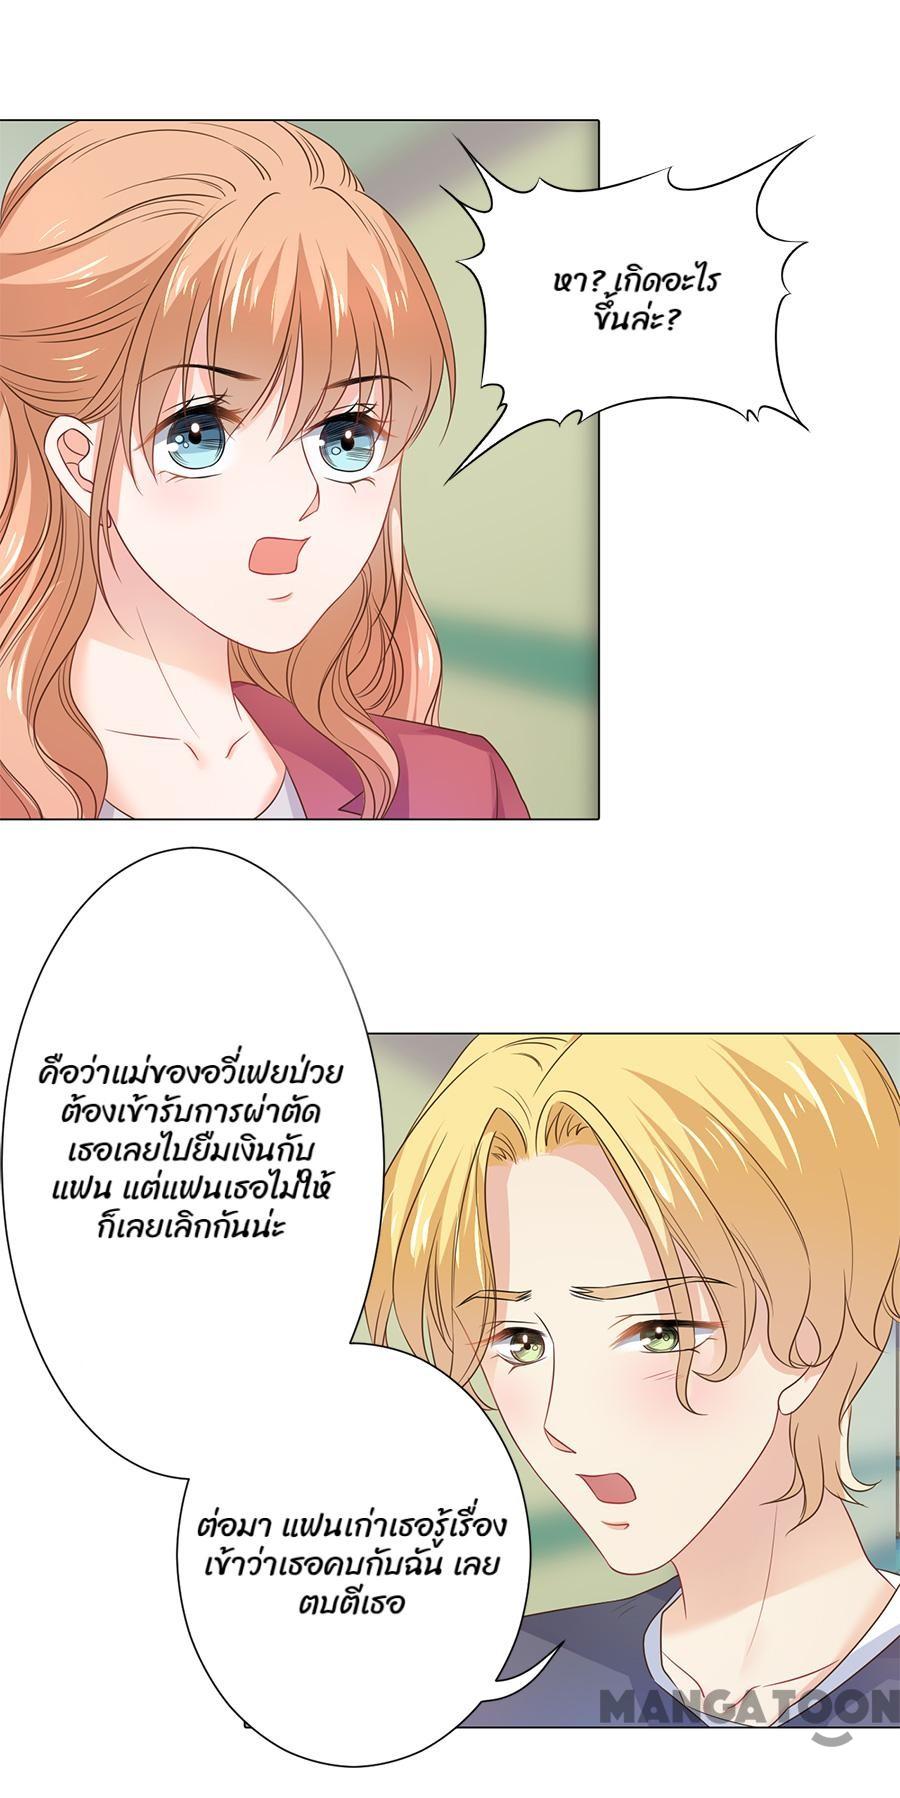 หา? เกิดอะไร
ขึ้นล่ะ?
คือว่าแม่ของอวี่เฟยป่วย
ต้องเข้ารับการผ่าตัด
เธอเลยไปยืมเงินกับ
แฟน แต่แฟนเธอไม่ให้
ก็เลยเลิกกันน่ะ
ต่อมา แฟนเก่าเธอรู้เรื่อง
เข้าว่าเธอคบกับฉัน เลย
ตบตีเธอ
MANGATOON